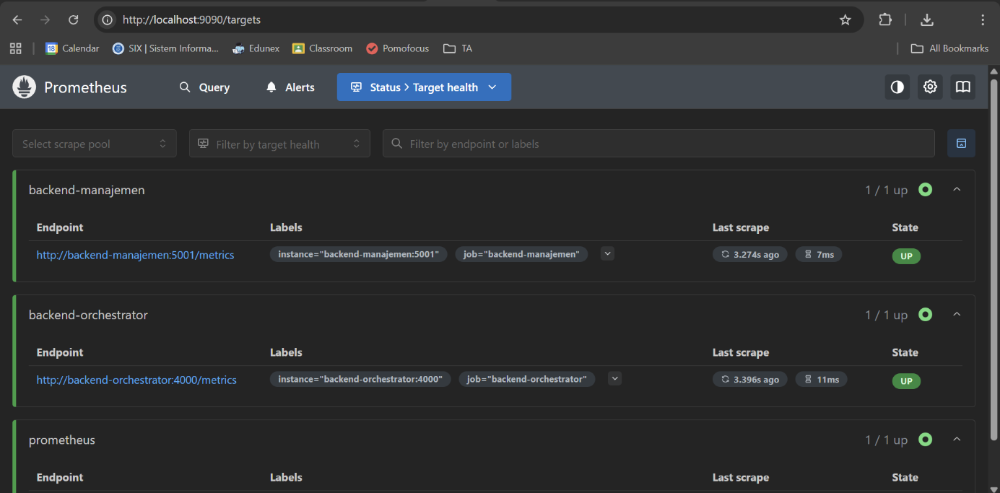 http://localhost:9090/targets
18 Calendar SIX | Sistem Informa... Edunex Classroom Pomofocus TA All Bookmarks
Prometheus Query Alerts Status > Target health
Select scrape pool Filter by target health Filter by endpoint or labels
backend-manajemen 1 / 1 up
Endpoint Labels Last scrape State
http://backend-manajemen:5001/metrics instance="backend-manajemen:5001" job="backend-manajemen" 3.274s ago 7ms UP
backend-orchestrator 1 / 1 up
Endpoint Labels Last scrape State
http://backend-orchestrator:4000/metrics instance="backend-orchestrator:4000" job="backend-orchestrator" 3.396s ago 11ms UP
prometheus 1 / 1 up
Endpoint Labels Last scrape State